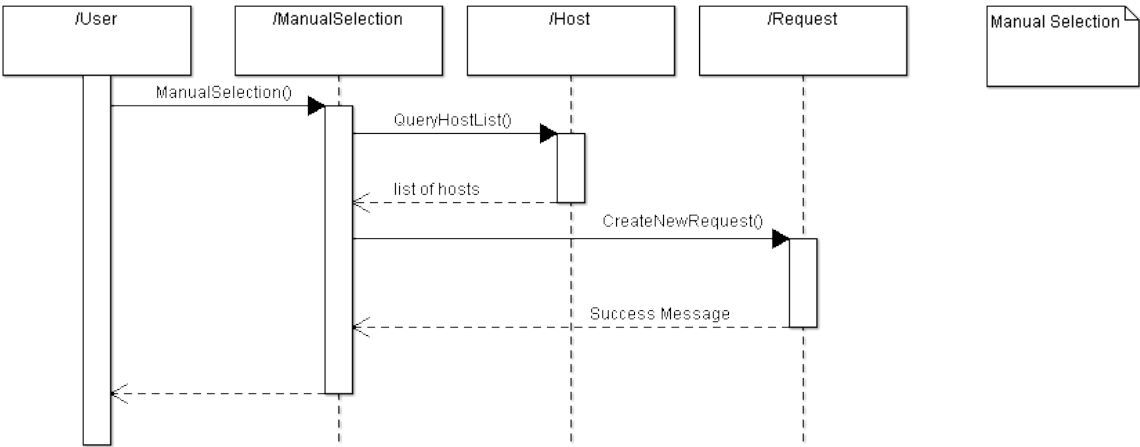 /User
/ManualSelection
/Host
/Request
Manual Selection
ManualSelection()
QueryHostList()
list of hosts
CreateNewRequest()
Success Message